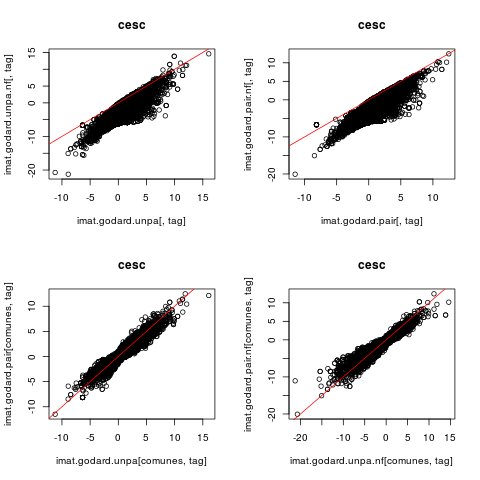 cesc
imat.godard.unpa.nf[, tag]
-20 -10 0 5 10 15
-10 -5 0 5 10 15
imat.godard.unpa[, tag]
cesc
imat.godard.pair.nf[, tag]
-20 -10 0 5 10
-10 -5 0 5 10
imat.godard.pair[, tag]
cesc
imat.godard.pair[comunes, tag]
-10 -5 0 5 10
-10 -5 0 5 10 15
imat.godard.unpa[comunes, tag]
cesc
imat.godard.pair.nf[comunes, tag]
-20 -10 0 5 10
-20 -15 -10 -5 0 5 10 15
imat.godard.unpa.nf[comunes, tag]